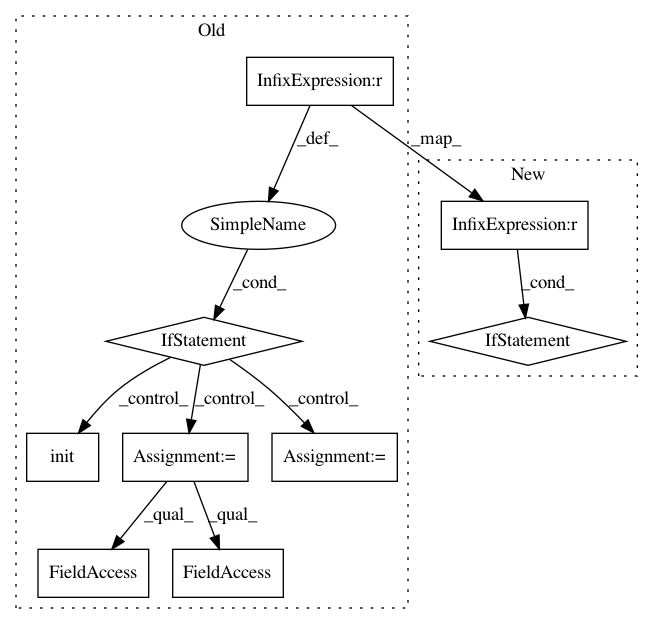 Old
InfixExpression:r
_def_
_map_
New
SimpleName
InfixExpression:r
_cond_
_cond_
IfStatement
IfStatement
_control_
_control_
_control_
init
Assignment:=
Assignment:=
_qual_
_qual_
FieldAccess
FieldAccess